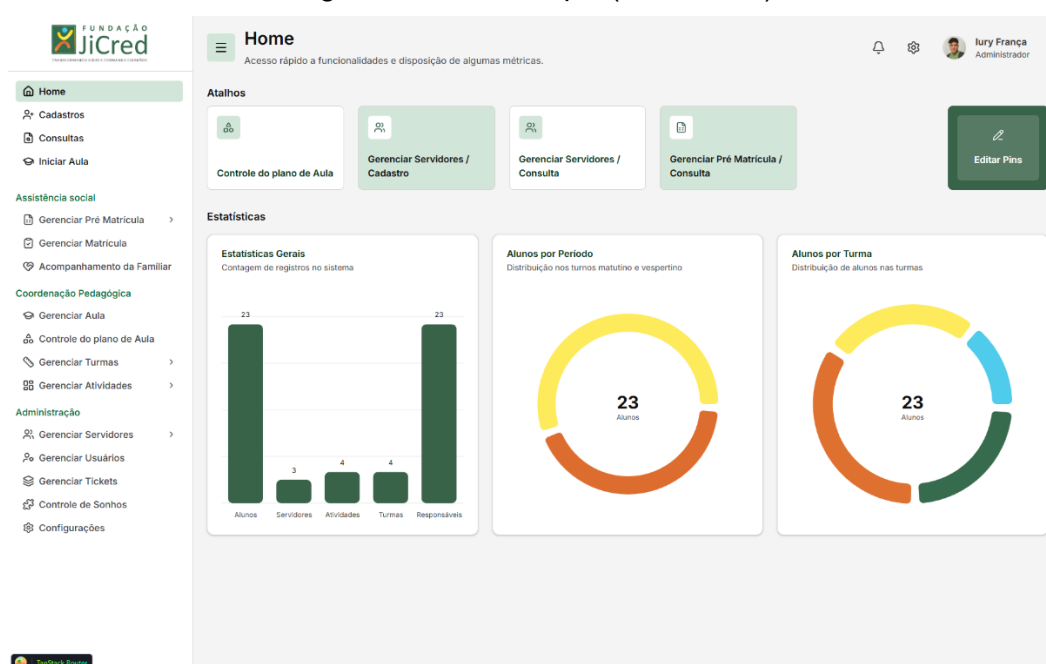 FUNDAÇÃO
JiCred
Home
Cadastros
Consultas
Iniciar Aula
Assistência social
Gerenciar Pré Matrícula
Gerenciar Matrícula
Acompanhamento da Familiar
Coordenação Pedagógica
Gerenciar Aula
Controle do plano de Aula
Gerenciar Turmas
Gerenciar Atividades
Administração
Gerenciar Servidores
Gerenciar Usuários
Gerenciar Tickets
Controle de Sonhos
Configurações
TanStack Router
Home
Acesso rápido a funcionalidades e disposição de algumas métricas.
Iury França
Administrador
Atalhos
Controle do plano de Aula
Gerenciar Servidores /
Cadastro
Gerenciar Servidores /
Consulta
Gerenciar Pré Matrícula /
Consulta
Editar Pins
Estatísticas
Estatísticas Gerais
Contagem de registros no sistema
23
3
4
4
23
Alunos
Servidores
Atividades
Turmas
Responsáveis
Alunos por Período
Distribuição nos turnos matutino e vespertino
23
Alunos
Alunos por Turma
Distribuição de alunos nas turmas
23
Alunos